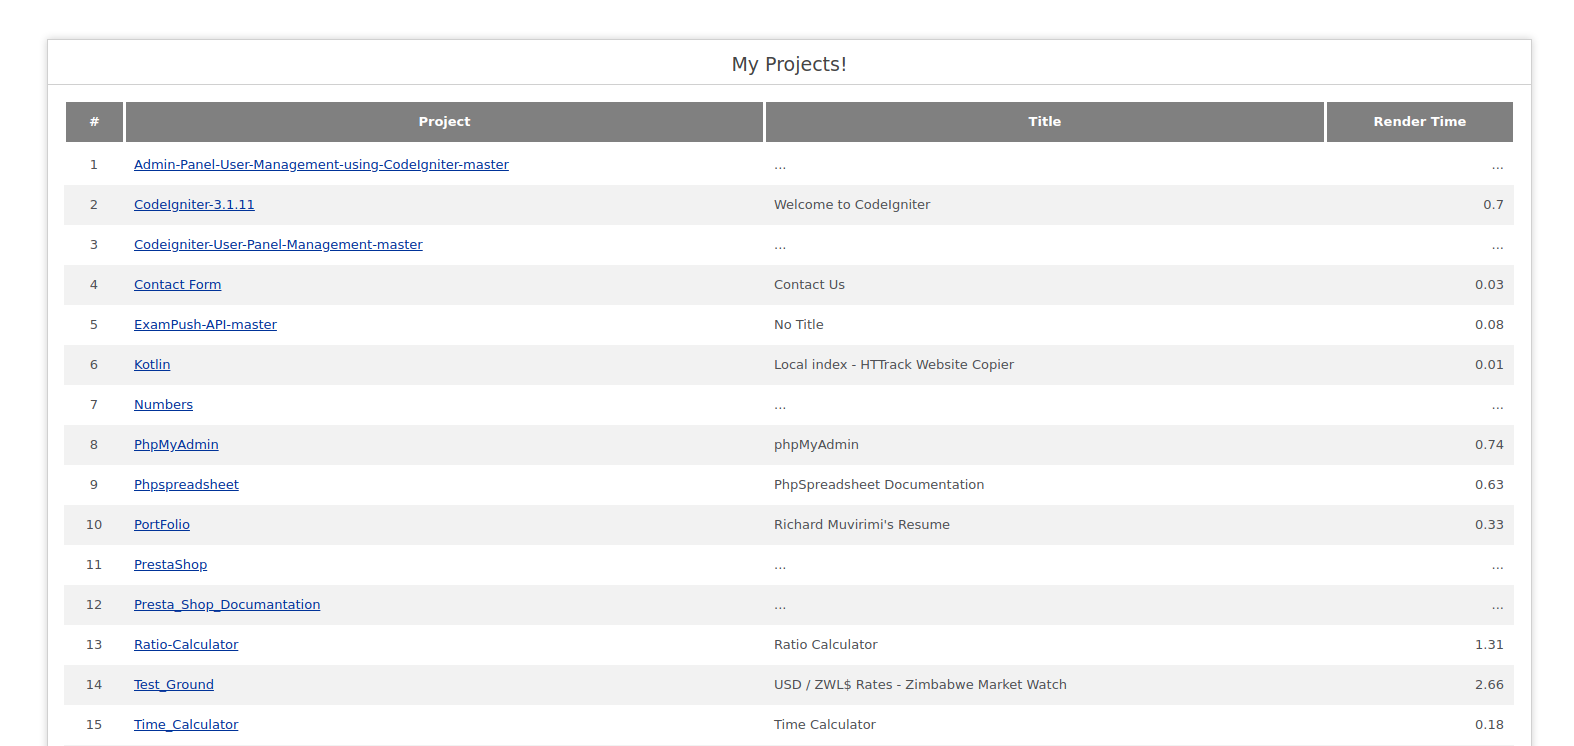 My Projects!
# Project Title Render Time
1 Admin-Panel-User-Management-using-CodeIgniter-master ... ...
2 CodeIgniter-3.1.11 Welcome to CodeIgniter 0.7
3 Codeigniter-User-Panel-Management-master ... ...
4 Contact Form Contact Us 0.03
5 ExamPush-API-master No Title 0.08
6 Kotlin Local index - HTTrack Website Copier 0.01
7 Numbers ... ...
8 PhpMyAdmin phpMyAdmin 0.74
9 Phpspreadsheet PhpSpreadsheet Documentation 0.63
10 PortFolio Richard Muvirimi's Resume 0.33
11 PrestaShop ... ...
12 Presta_Shop_Documantation ... ...
13 Ratio-Calculator Ratio Calculator 1.31
14 Test_Ground USD / ZWL$ Rates - Zimbabwe Market Watch 2.66
15 Time_Calculator Time Calculator 0.18